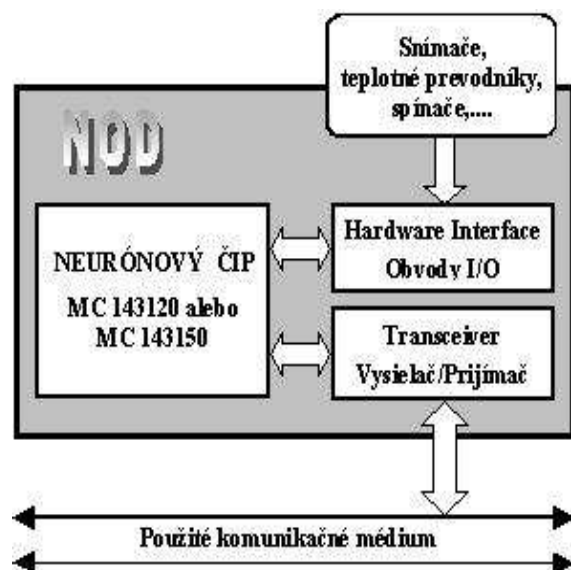 Snímače,
teplotné prevodníky,
spínače,....
NOD
NEURÓNOVÝ ČIP
MC 143120 alebo
MC 143150
Hardware Interface
Obvody I/O
Transceiver
Vysielač/Prijímač
Použité komunikačné médium